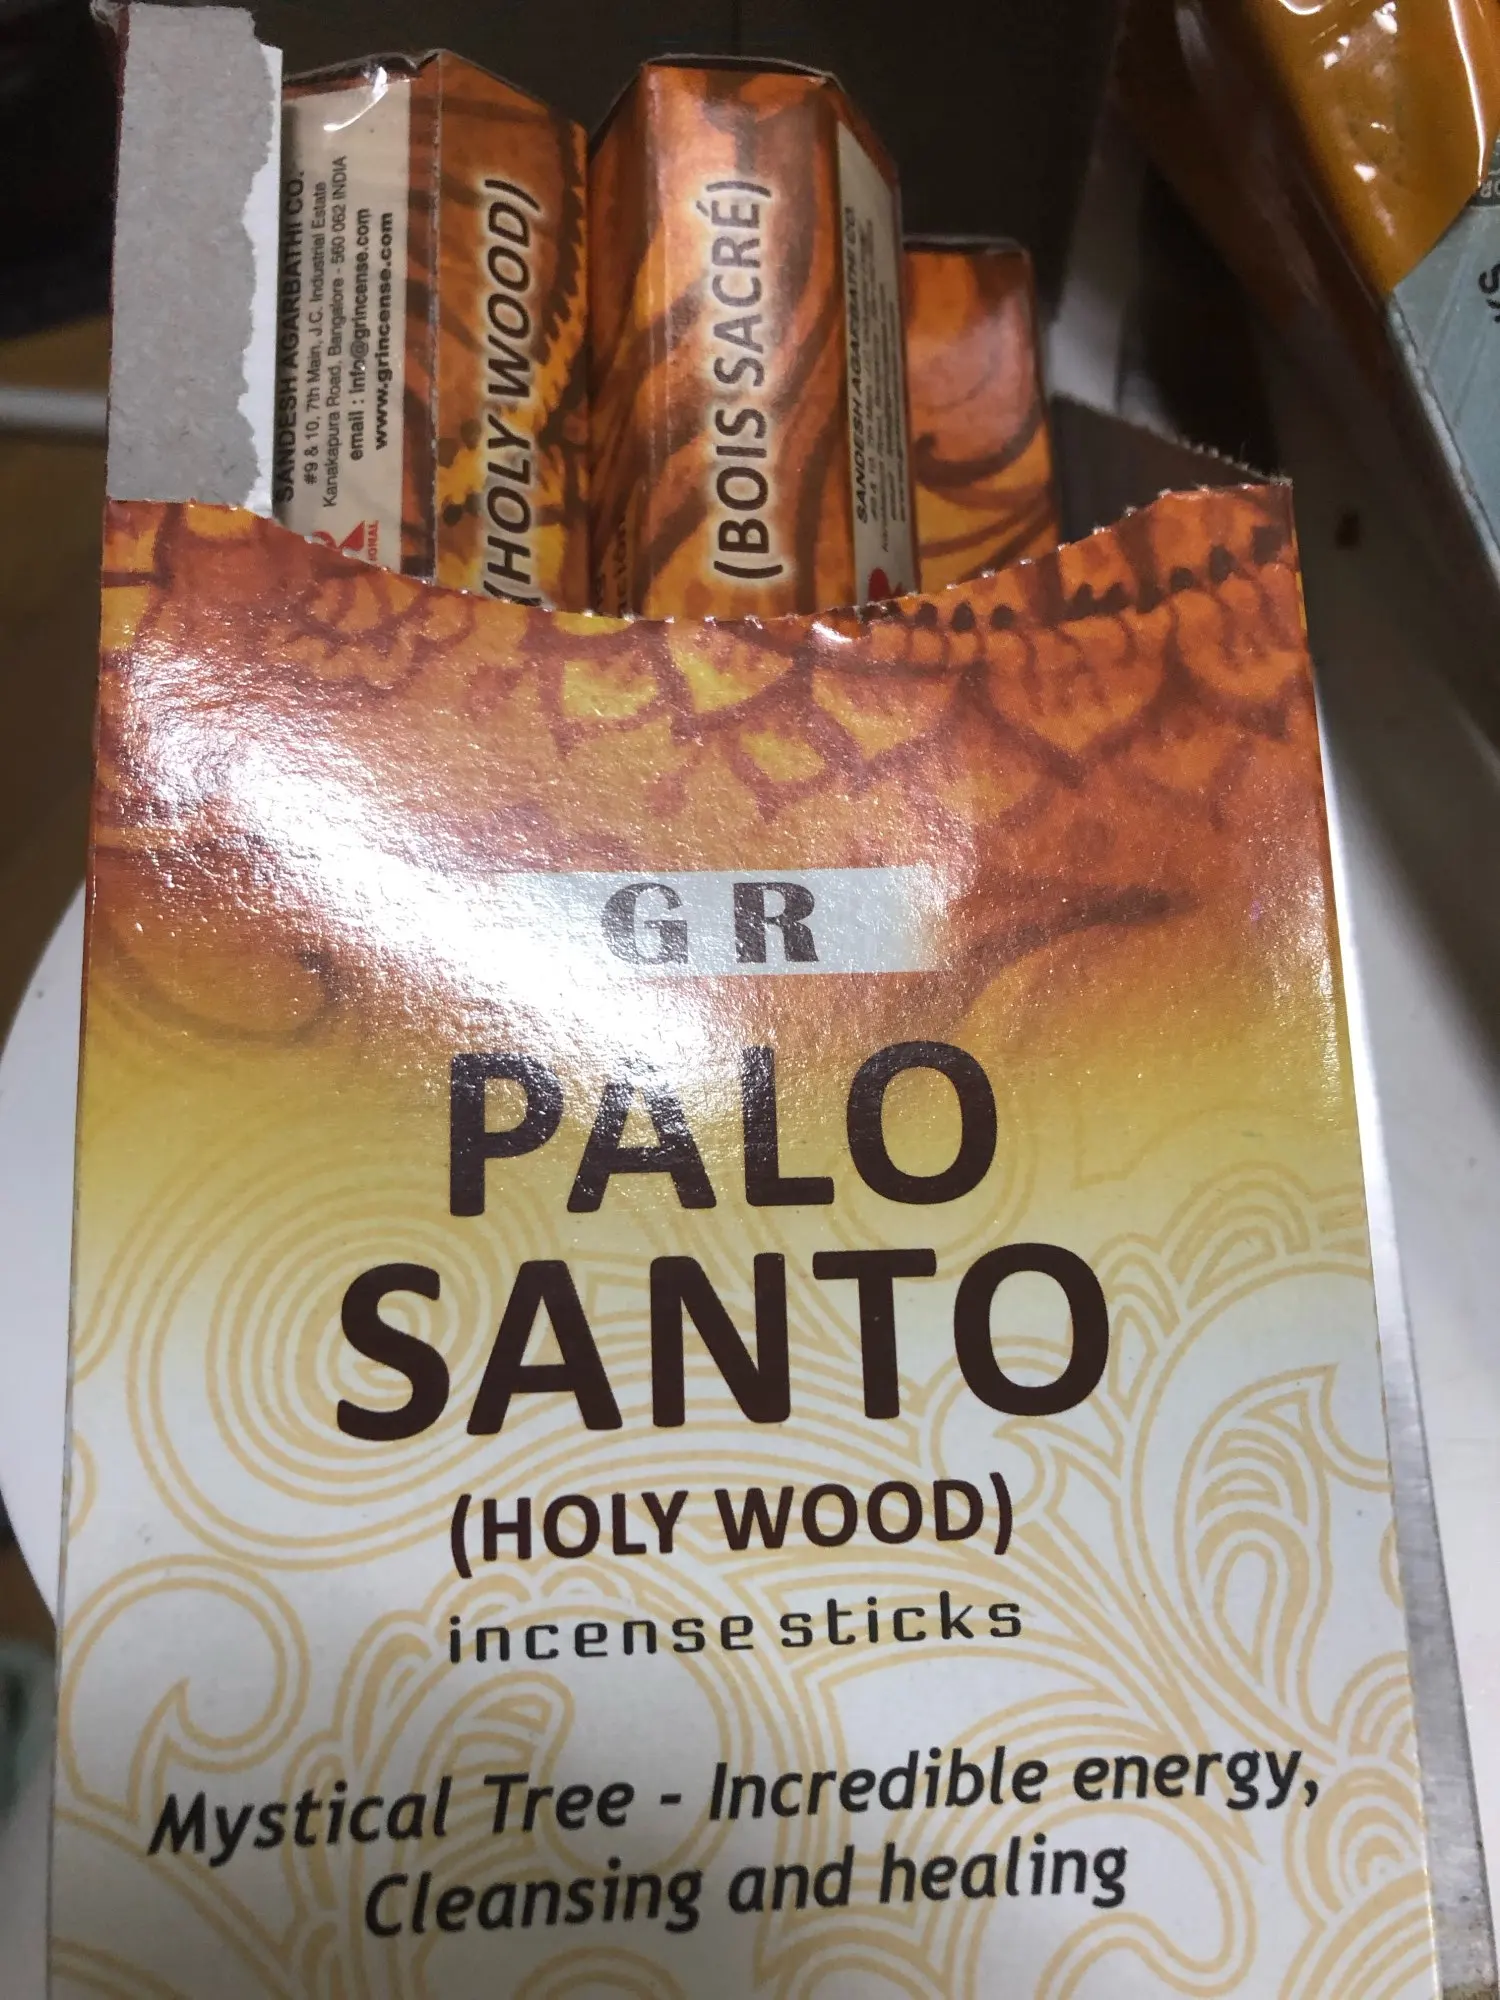 SANDESH AGARBATHI CO.
#9 & 10, 7th Main, J.C. Industrial Estate
Kanakapura Road, Bangalore - 560 062 INDIA
email : info@grincense.com
www.grincense.com
(HOLY WOOD)
(BOIS SACRÉ)
SANDESH AGARBATHI CO.
G R
PALO
SANTO
(HOLY WOOD)
incense sticks
Mystical Tree - Incredible energy,
Cleansing and healing